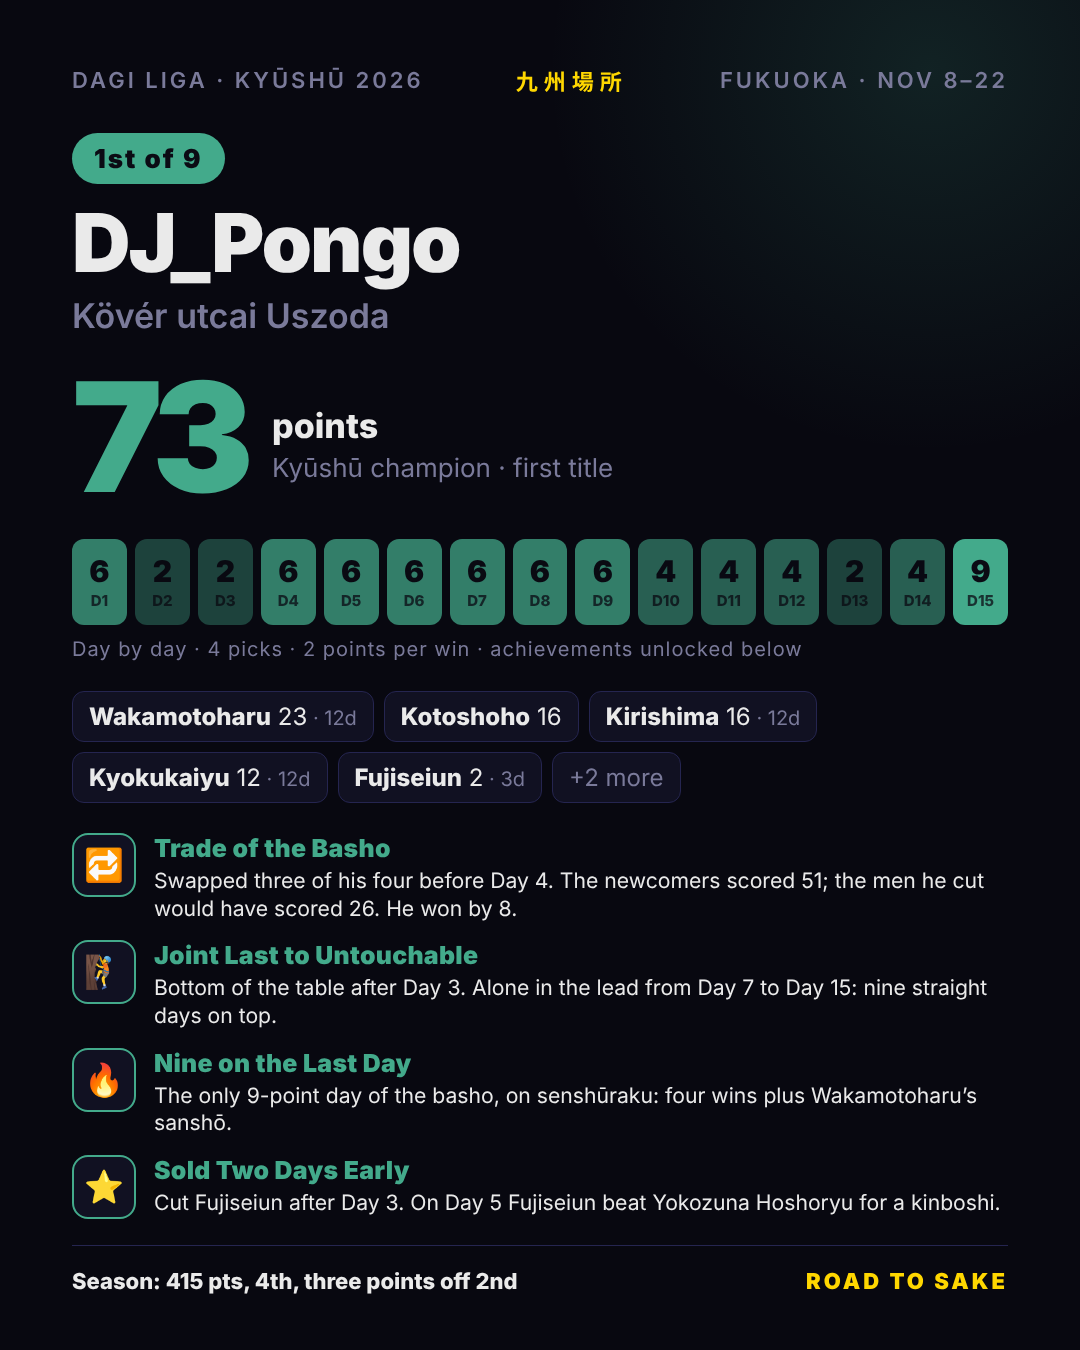 DAGI LIGA · KYŪSHŪ 2026
九州場所
FUKUOKA · NOV 8–22
1st of 9
DJ_Pongo
Kövér utcai Uszoda
73
points
Kyūshū champion · first title
6 2 2 6 6 6 6 6 6 4 4 4 2 4 9
D1 D2 D3 D4 D5 D6 D7 D8 D9 D10 D11 D12 D13 D14 D15
Day by day · 4 picks · 2 points per win · achievements unlocked below
Wakamotoharu 23 · 12d
Kotoshoho 16
Kirishima 16 · 12d
Kyokukaiyu 12 · 12d
Fujiseiun 2 · 3d
+2 more
Trade of the Basho
Swapped three of his four before Day 4. The newcomers scored 51; the men he cut
would have scored 26. He won by 8.
Joint Last to Untouchable
Bottom of the table after Day 3. Alone in the lead from Day 7 to Day 15: nine straight
days on top.
Nine on the Last Day
The only 9-point day of the basho, on senshūraku: four wins plus Wakamotoharu’s
sanshō.
Sold Two Days Early
Cut Fujiseiun after Day 3. On Day 5 Fujiseiun beat Yokozuna Hoshoryu for a kinboshi.
Season: 415 pts, 4th, three points off 2nd
ROAD TO SAKE